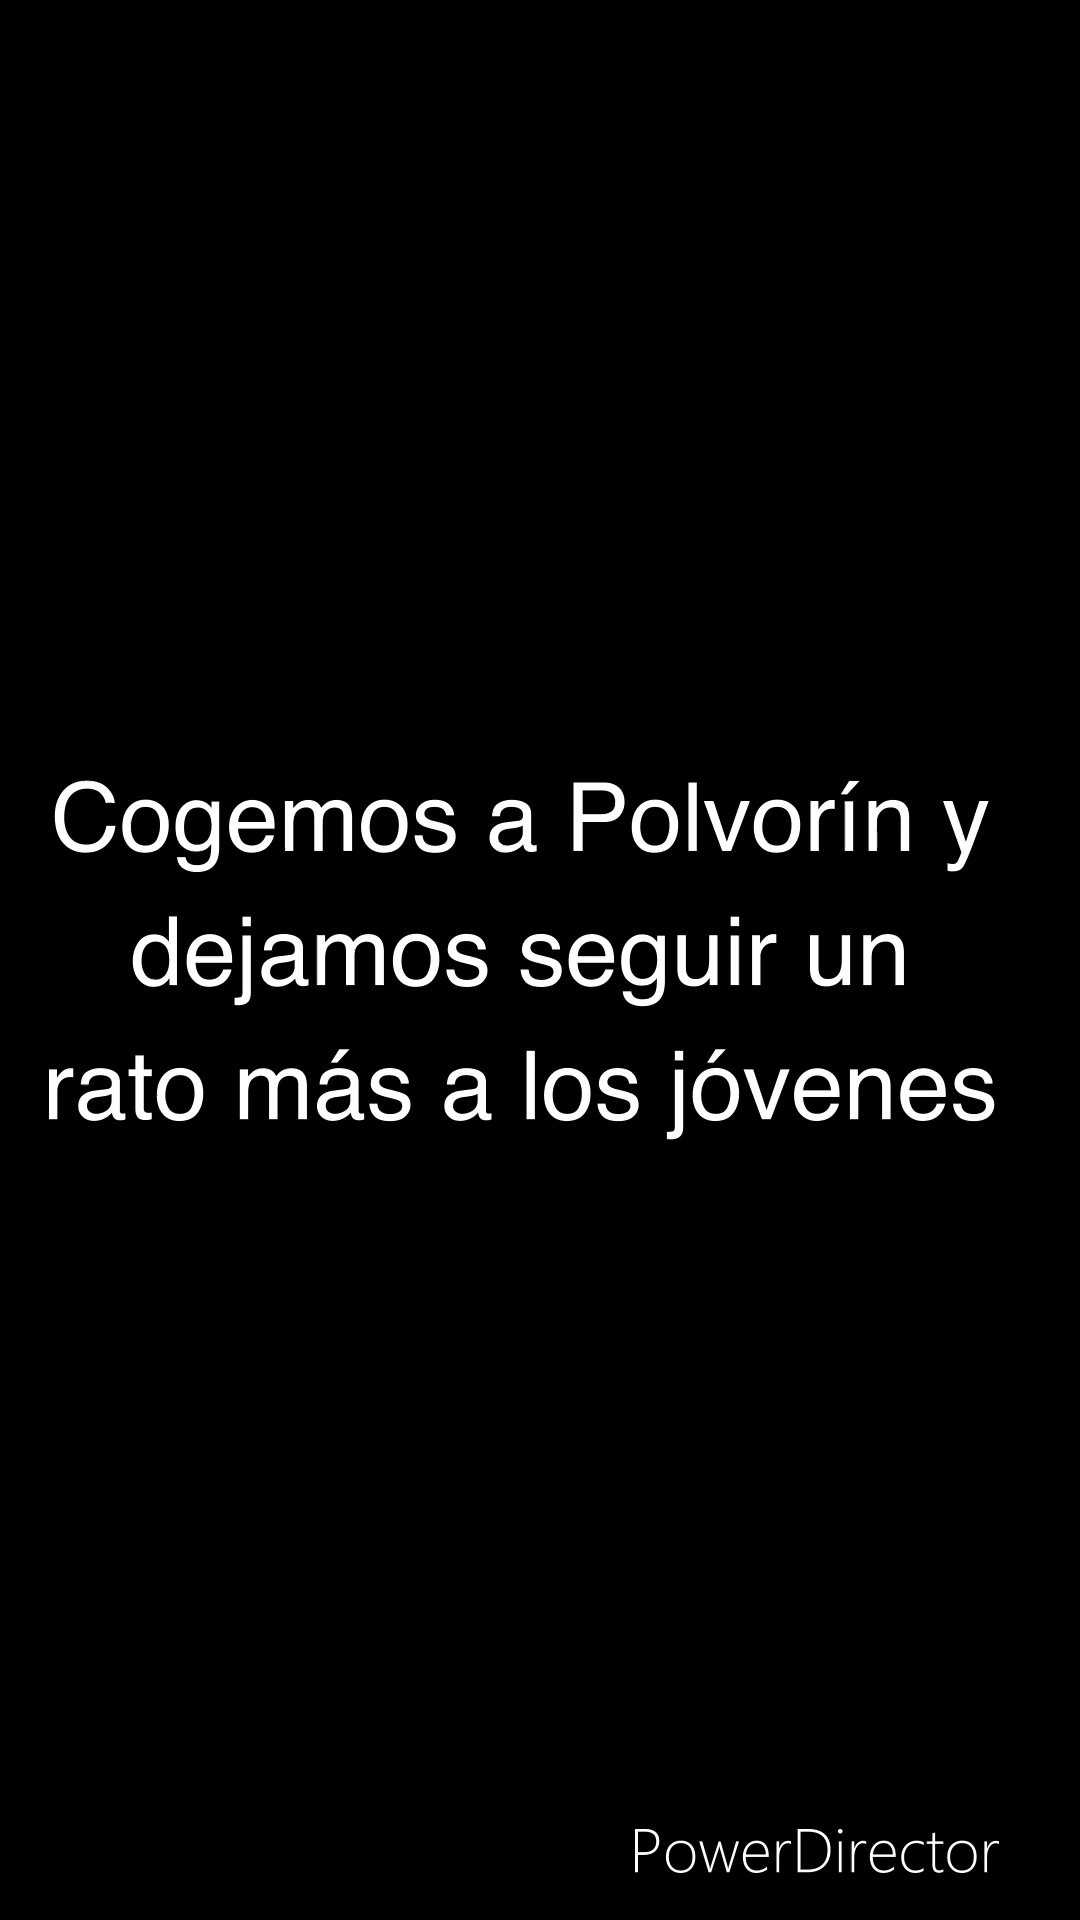 Cogemos a Polvorín y
dejamos seguir un
rato más a los jóvenes
PowerDirector